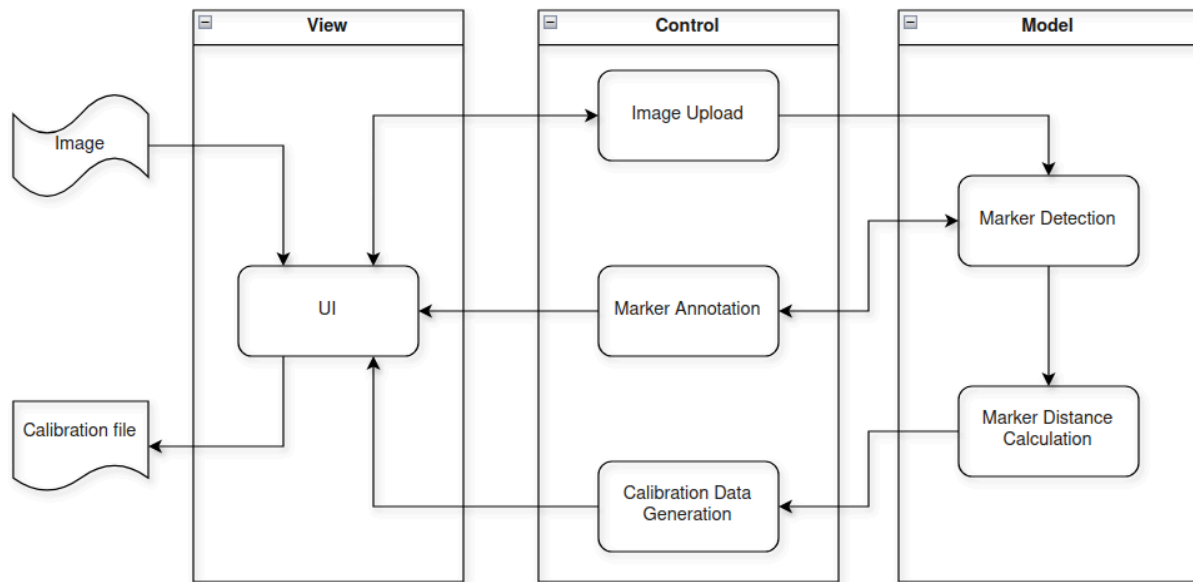 View
Control
Model
Image
Image Upload
Marker Detection
UI
Marker Annotation
Calibration file
Marker Distance
Calculation
Calibration Data
Generation